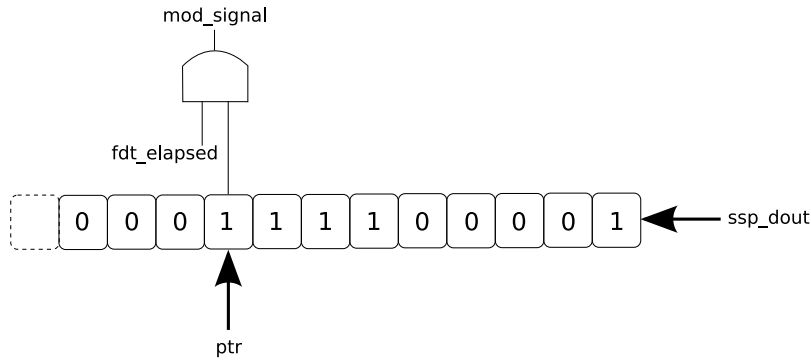 mod_signal
fdt_elapsed
0 0 0 1 1 1 1 0 0 0 0 1
ssp_dout
ptr